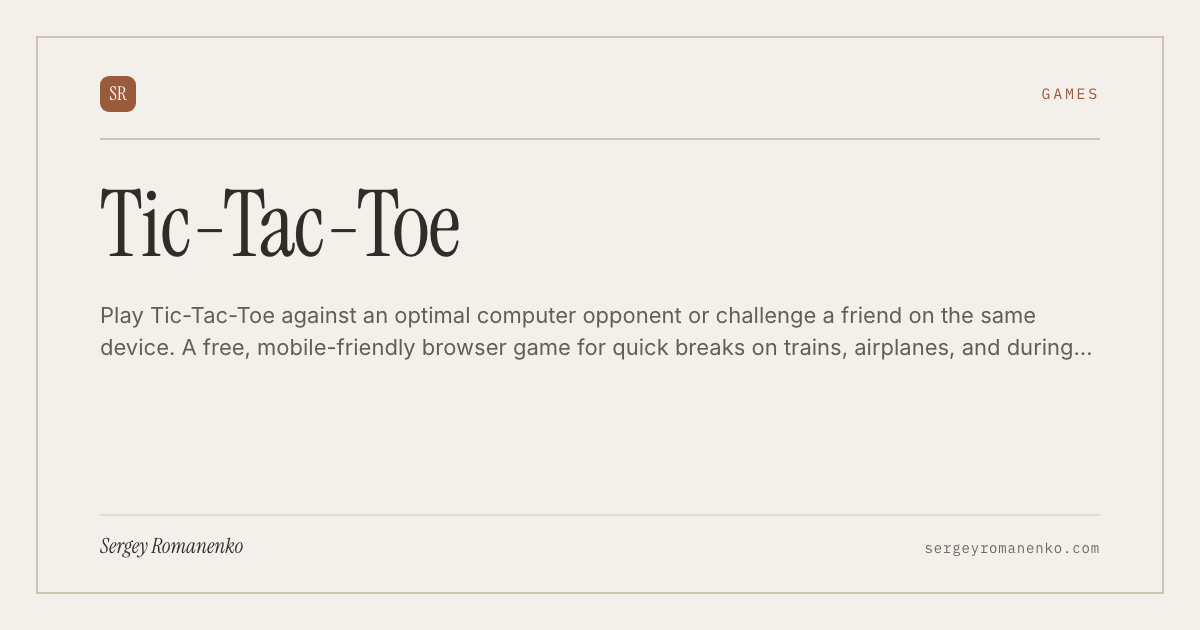 SR
GAMES
Tic-Tac-Toe
Play Tic-Tac-Toe against an optimal computer opponent or challenge a friend on the same
device. A free, mobile-friendly browser game for quick breaks on trains, airplanes, and during...
Sergey Romanenko
sergeyromanenko.com